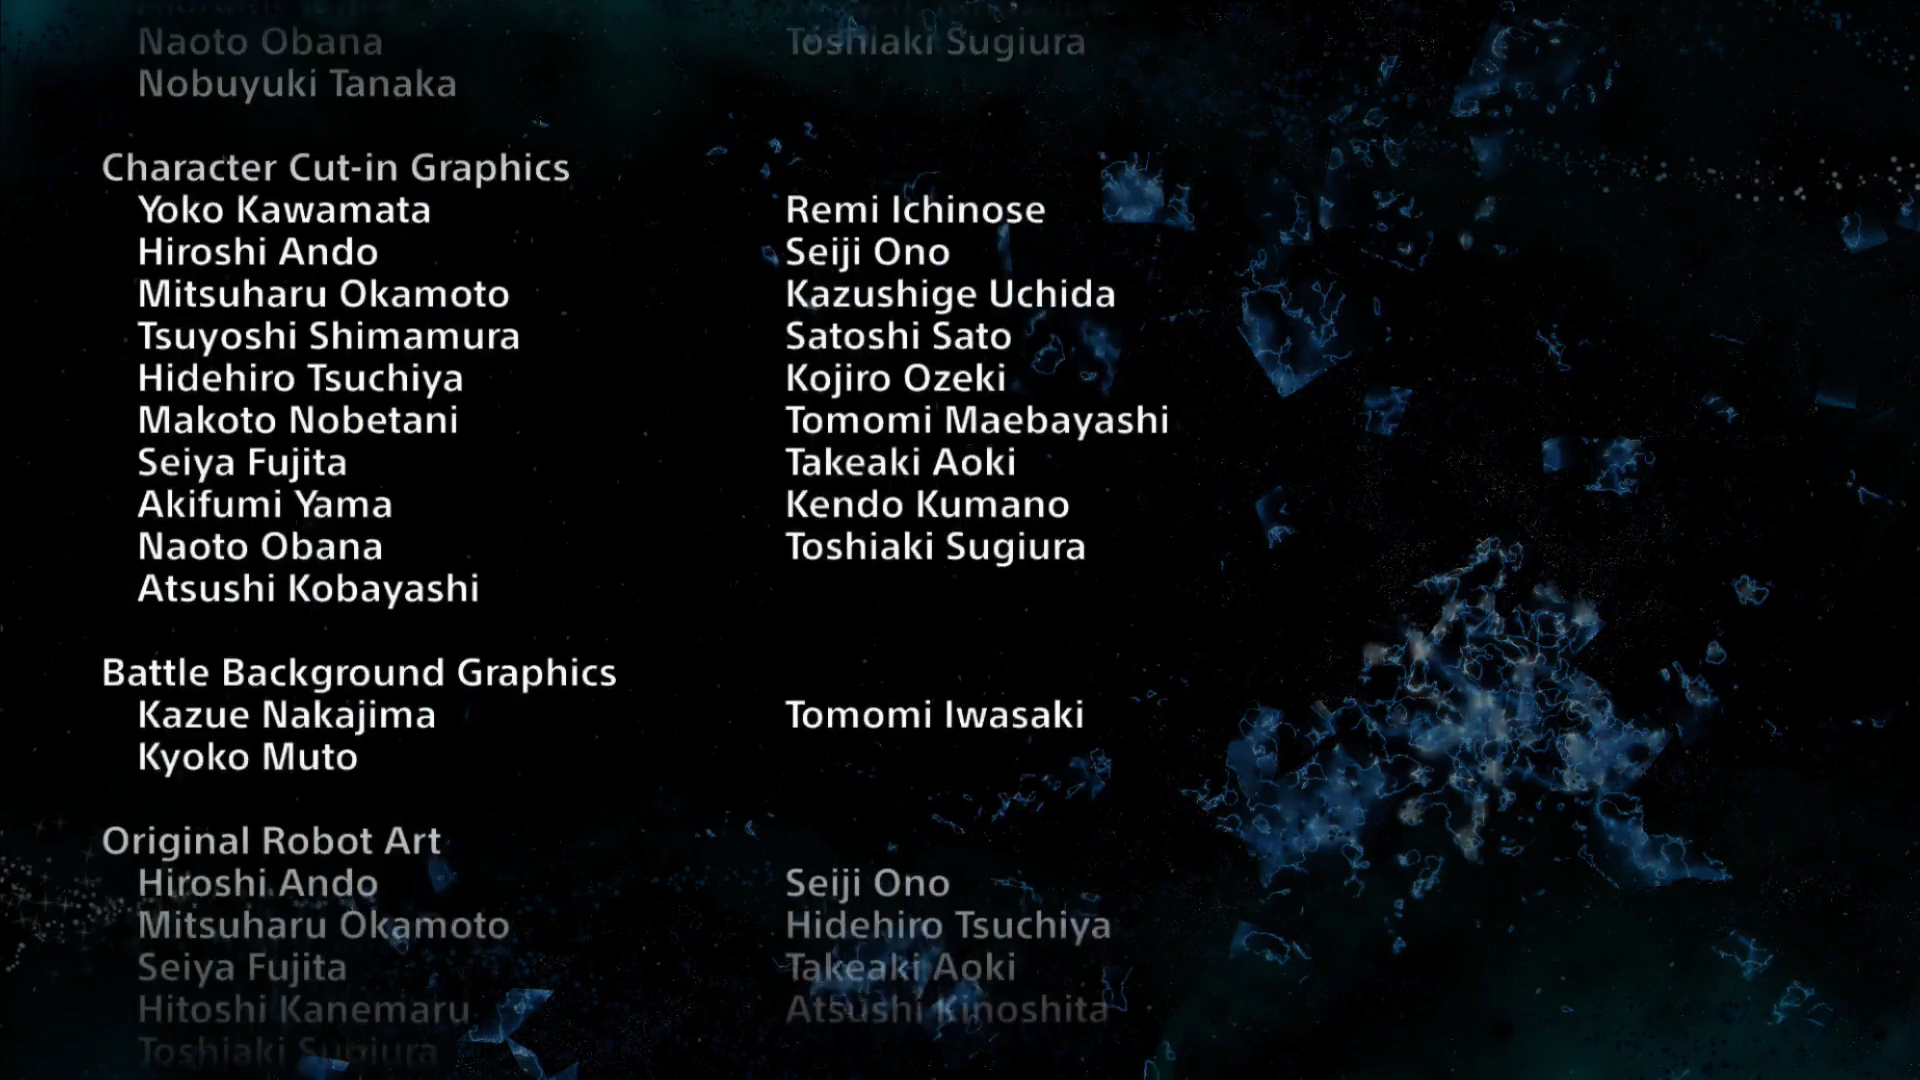 Naoto Obana Toshiaki Sugiura
Nobuyuki Tanaka
Character Cut-in Graphics
Yoko Kawamata Remi Ichinose
Hiroshi Ando Seiji Ono
Mitsuharu Okamoto Kazushige Uchida
Tsuyoshi Shimamura Satoshi Sato
Hidehiro Tsuchiya Kojiro Ozeki
Makoto Nobetani Tomomi Maebayashi
Seiya Fujita Takeaki Aoki
Akifumi Yama Kendo Kumano
Naoto Obana Toshiaki Sugiura
Atsushi Kobayashi
Battle Background Graphics
Kazue Nakajima Tomomi Iwasaki
Kyoko Muto
Original Robot Art
Hiroshi Ando Seiji Ono
Mitsuharu Okamoto Hidehiro Tsuchiya
Seiya Fujita Takeaki Aoki
Hitoshi Kanemaru Atsushi Kinoshita
Toshiaki Sugiura